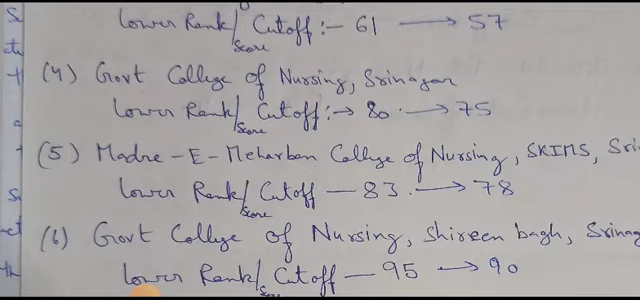 Lower Rank/Score Cutoff :- 61 → 57
(4) Govt College of Nursing, Srinagar
Lower Rank/Score Cutoff :→ 80 → 75
(5) Madre-E-Meharban College of Nursing, SKIMS, Sri
Lower Rank/Score Cutoff — 83 → 78
(6) Govt College of Nursing, Shireen bagh, Srinag
Lower Rank/Score Cutoff — 95 → 90